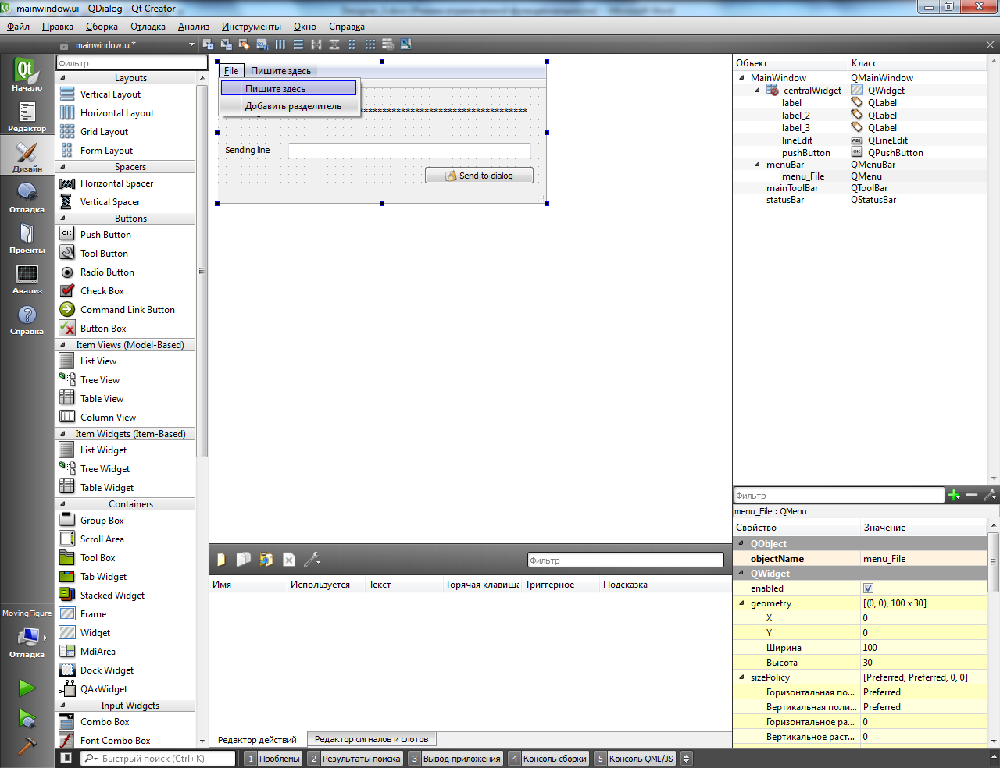 mainwindow.ui - QDialog - Qt Creator
Файл Правка Сборка Отладка Анализ Инструменты Окно Справка
mainwindow.ui*
Начало
Редактор
Дизайн
Отладка
Проекты
Анализ
Справка
MovingFigure
Отладка
Фильтр
Layouts
Vertical Layout
Horizontal Layout
Grid Layout
Form Layout
Spacers
Horizontal Spacer
Vertical Spacer
Buttons
Push Button
Tool Button
Radio Button
Check Box
Command Link Button
Button Box
Item Views (Model-Based)
List View
Tree View
Table View
Column View
Item Widgets (Item-Based)
List Widget
Tree Widget
Table Widget
Containers
Group Box
Scroll Area
Tool Box
Tab Widget
Stacked Widget
Frame
Widget
MdiArea
Dock Widget
QAxWidget
Input Widgets
Combo Box
Font Combo Box
File Пишите здесь
Пишите здесь
Добавить разделитель
Sending line
Send to dialog
Фильтр
Имя Используется Текст Горячая клавиша Триггерное Подсказка
Редактор действий Редактор сигналов и слотов
Объект Класс
MainWindow QMainWindow
centralWidget QWidget
label QLabel
label_2 QLabel
label_3 QLabel
lineEdit QLineEdit
pushButton QPushButton
menuBar QMenuBar
menu_File QMenu
mainToolBar QToolBar
statusBar QStatusBar
Фильтр
menu_File : QMenu
Свойство Значение
QObject
objectName menu_File
QWidget
enabled
geometry [(0, 0), 100 x 30]
X 0
Y 0
Ширина 100
Высота 30
sizePolicy [Preferred, Preferred, 0, 0]
Горизонтальная по... Preferred
Вертикальная поли... Preferred
Горизонтальное ра... 0
Вертикальное раст... 0
Быстрый поиск (Ctrl+K) 1 Проблемы 2 Результаты поиска 3 Вывод приложения 4 Консоль сборки 5 Консоль QML/JS